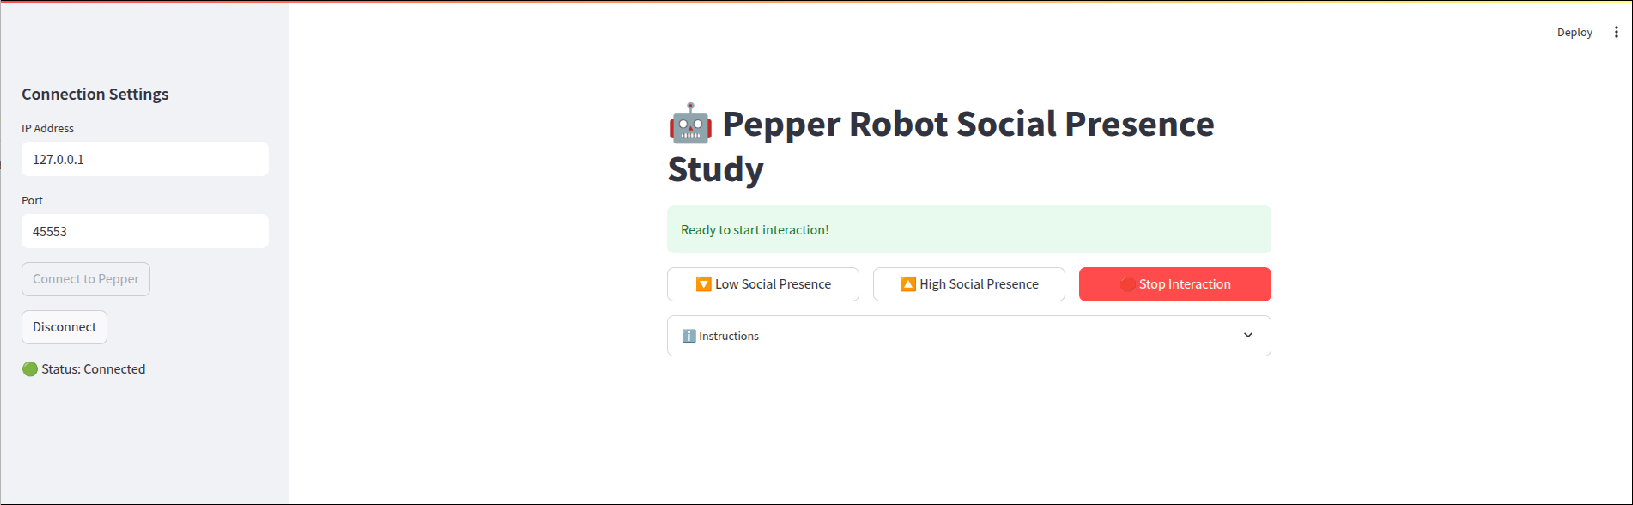 Deploy
Connection Settings
IP Address
127.0.0.1
Port
45553
Connect to Pepper
Disconnect
Status: Connected
Pepper Robot Social Presence
Study
Ready to start interaction!
Low Social Presence
High Social Presence
Stop Interaction
Instructions